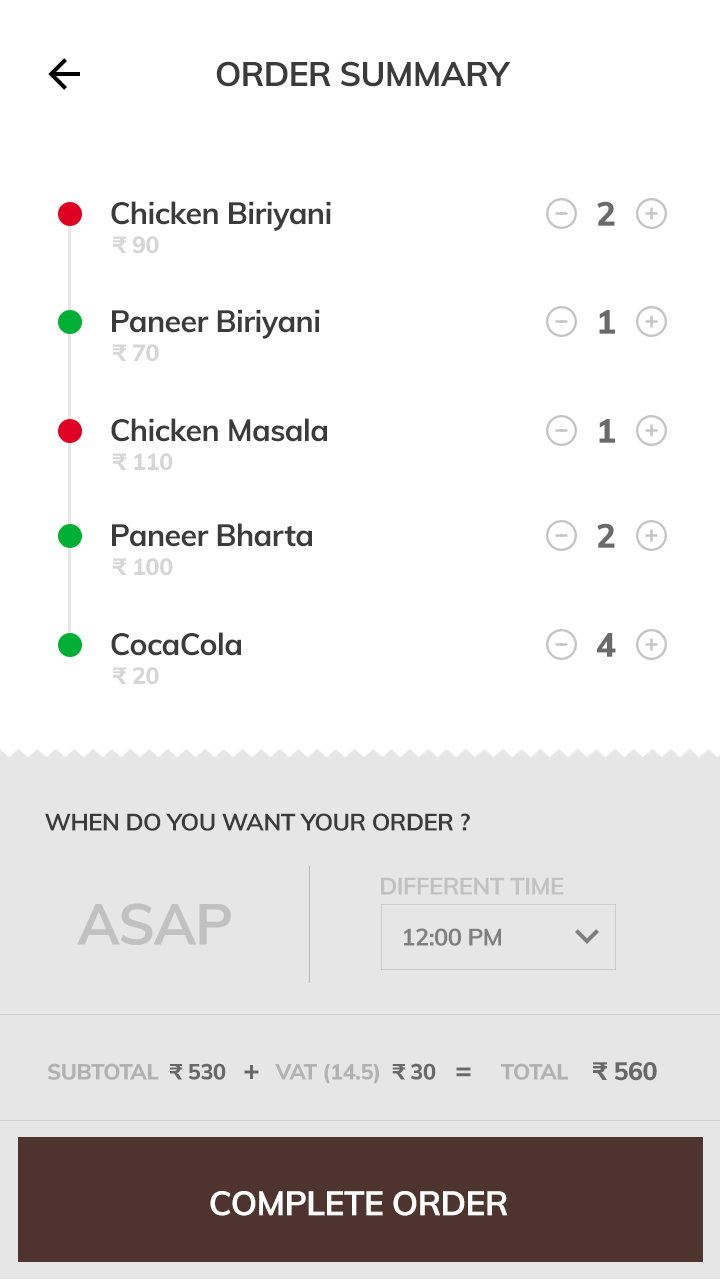 ORDER SUMMARY
Chicken Biriyani
₹ 90
2
Paneer Biriyani
₹ 70
1
Chicken Masala
₹ 110
1
Paneer Bharta
₹ 100
2
CocaCola
₹ 20
4
WHEN DO YOU WANT YOUR ORDER ?
ASAP
DIFFERENT TIME
12:00 PM
SUBTOTAL ₹ 530 + VAT (14.5) ₹ 30 = TOTAL ₹ 560
COMPLETE ORDER